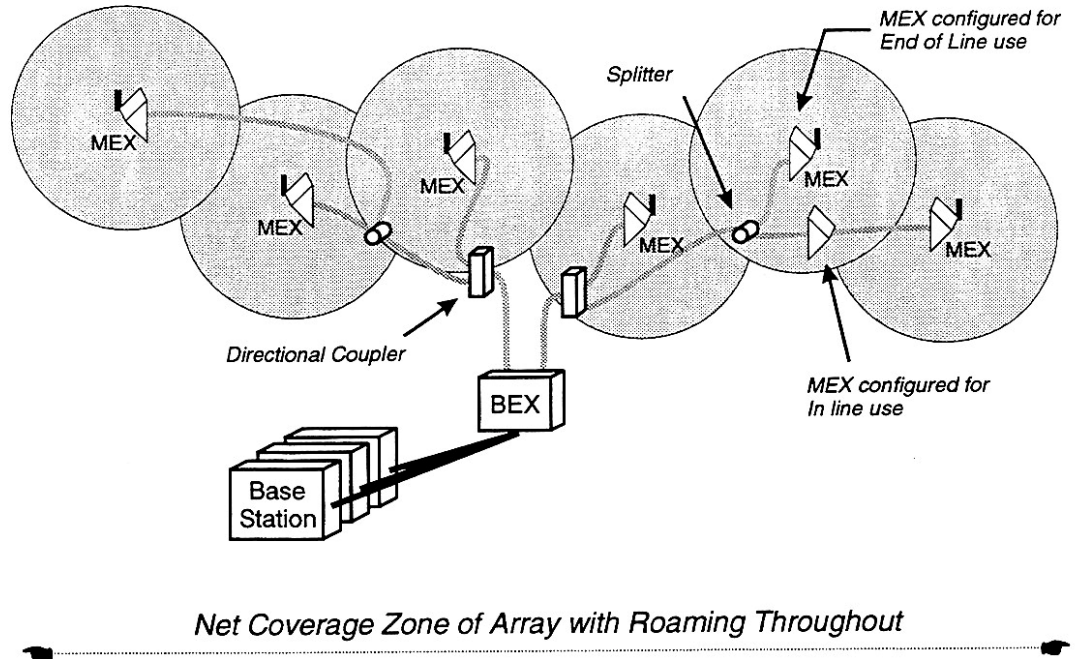 MEX configured for
End of Line use
Splitter
MEX
MEX
MEX
MEX
MEX
MEX
Directional Coupler
MEX configured for
In line use
BEX
Base
Station
Net Coverage Zone of Array with Roaming Throughout